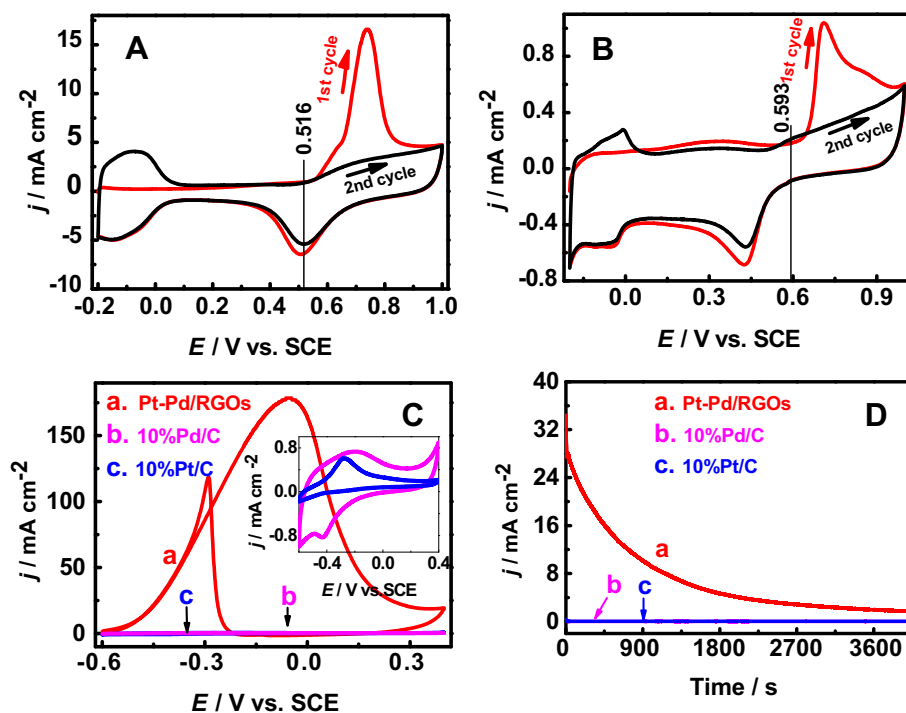 A
15
10
5
0
-5
-10
j / mA cm-2
1st cycle
0.516
2nd cycle
-0.2 0.0 0.2 0.4 0.6 0.8 1.0
E / V vs. SCE
B
1.0
0.6
0.2
-0.4
-0.8
j / mA cm-2
1st cycle
0.593
2nd cycle
0.0 0.3 0.6 0.9
E / V vs. SCE
C
150
100
50
0
j / mA cm-2
a. Pt-Pd/RGOs
b. 10%Pd/C
c. 10%Pt/C
a
c
b
0.8
0.0
-0.8
j / mA cm-2
-0.4 0.0 0.4
E / V vs.SCE
-0.6 -0.3 0.0 0.3
E / V vs. SCE
D
40
32
24
16
8
0
j / mA cm-2
a. Pt-Pd/RGOs
b. 10%Pd/C
c. 10%Pt/C
a
b
c
0 900 1800 2700 3600
Time / s